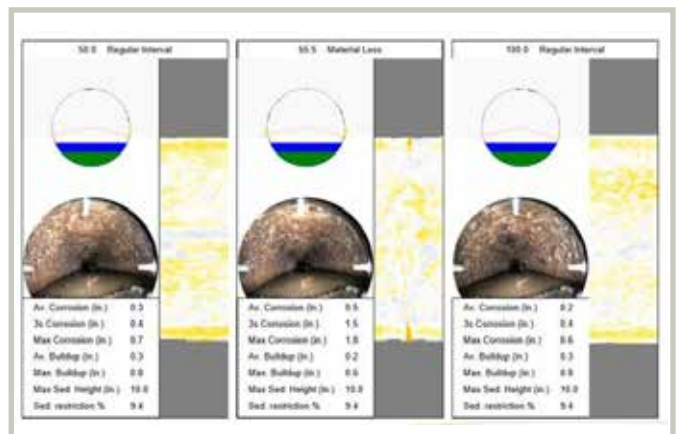 50.0 Regular Interval
Av. Corrosion (in.) 0.3
3s Corrosion (in.) 0.4
Max Corrosion (in.) 0.7
Av. Buildup (in.) 0.3
Max. Buildup (in.) 0.8
Max Sed. Height (in.) 10.0
Sed. restriction % 9.4
55.5 Material Loss
Av. Corrosion (in.) 0.5
3s Corrosion (in.) 1.5
Max Corrosion (in.) 1.8
Av. Buildup (in.) 0.2
Max. Buildup (in.) 0.6
Max Sed. Height (in.) 10.0
Sed. restriction % 9.4
100.0 Regular Interval
Av. Corrosion (in.) 0.2
3s Corrosion (in.) 0.4
Max Corrosion (in.) 0.6
Av. Buildup (in.) 0.3
Max. Buildup (in.) 0.9
Max Sed. Height (in.) 10.0
Sed. restriction % 9.4